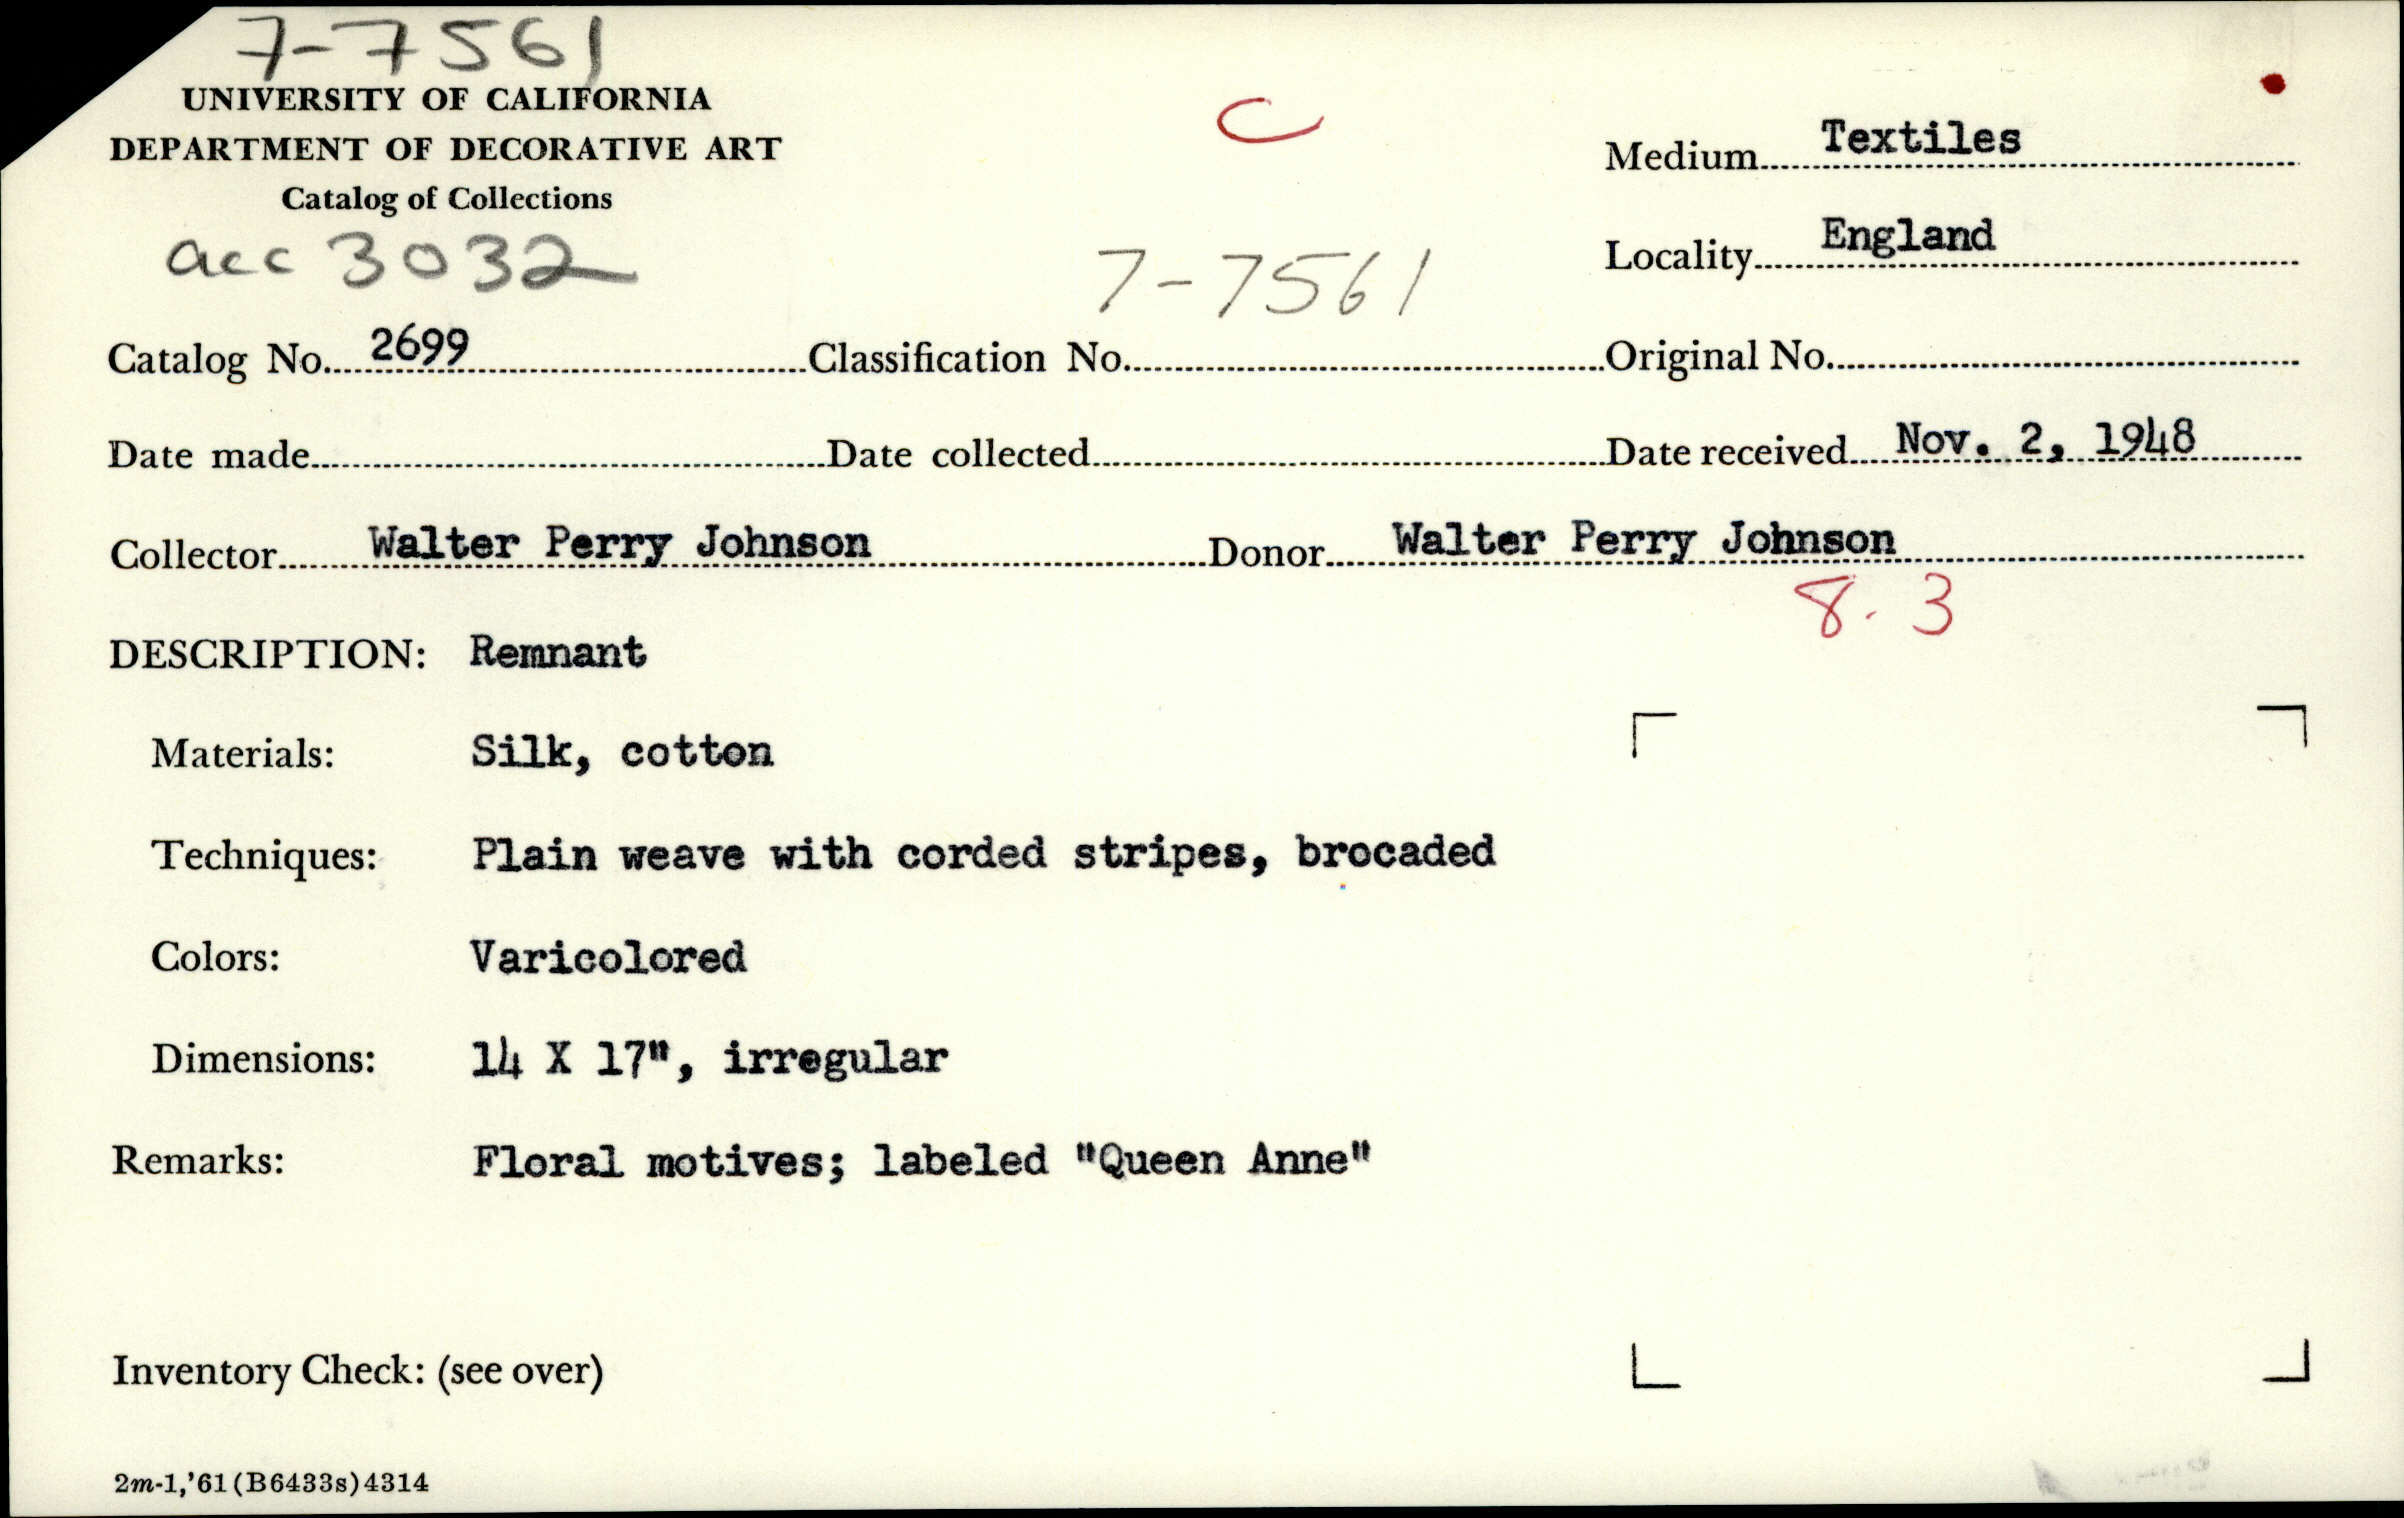 7-7561
UNIVERSITY OF CALIFORNIA
DEPARTMENT OF DECORATIVE ART
Catalog of Collections
C
Medium Textiles
acc 3032
7-7561
Locality England
Catalog No. 2699 Classification No. Original No.
Date made Date collected Date received Nov. 2, 1948
Collector Walter Perry Johnson Donor Walter Perry Johnson
8.3
DESCRIPTION: Remnant
Materials: Silk, cotton
Techniques: Plain weave with corded stripes, brocaded
Colors: Varicolored
Dimensions: 14 X 17", irregular
Remarks: Floral motives; labeled "Queen Anne"
Inventory Check: (see over)
2m-1,'61(B6433s)4314